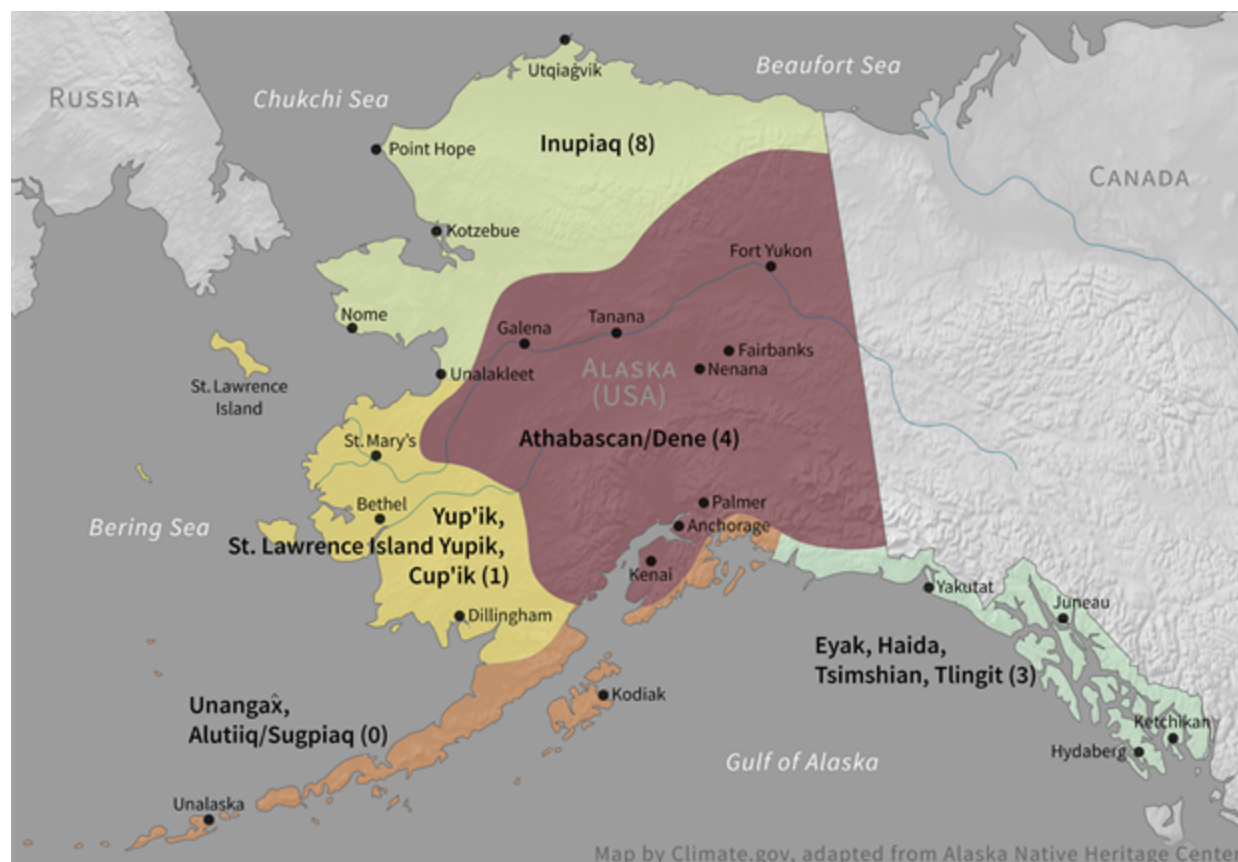 Utqiaġvik
Beaufort Sea
RUSSIA
Chukchi Sea
Inupiaq (8)
Point Hope
CANADA
Kotzebue
Fort Yukon
Nome
Tanana
Galena
Fairbanks
ALASKA
(USA)
Nenana
Unalakleet
St. Lawrence
Island
Athabascan/Dene (4)
St. Mary's
Bethel
Palmer
Anchorage
Bering Sea
Yup'ik,
St. Lawrence Island Yupik,
Cup'ik (1)
Kenai
Yakutat
Juneau
Dillingham
Eyak, Haida,
Tsimshian, Tlingit (3)
Kodiak
Unangax̂,
Alutiiq/Sugpiaq (0)
Ketchikan
Hydaberg
Gulf of Alaska
Unalaska
Map by Climate.gov, adapted from Alaska Native Heritage Center